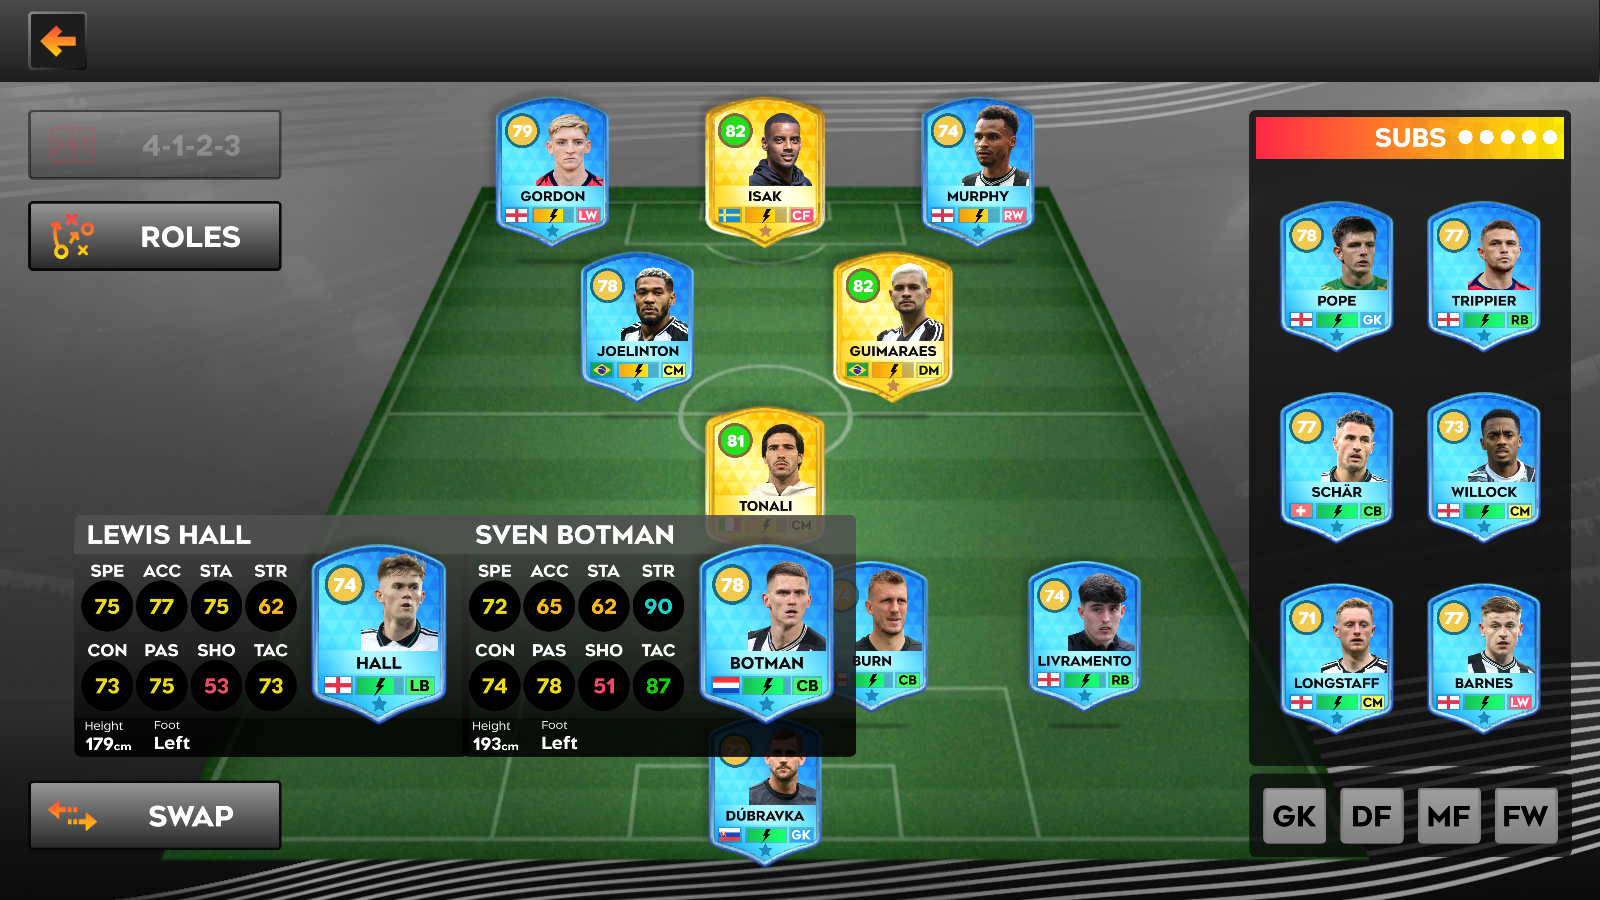 4-1-2-3
ROLES
79
GORDON
LW
82
ISAK
CF
74
MURPHY
RW
78
JOELINTON
CM
82
GUIMARAES
DM
81
TONALI
CM
LEWIS HALL
SPE ACC STA STR
75 77 75 62
CON PAS SHO TAC
73 75 53 73
Height Foot
179cm Left
74
HALL
LB
SVEN BOTMAN
SPE ACC STA STR
72 65 62 90
CON PAS SHO TAC
74 78 51 87
Height Foot
193cm Left
78
BOTMAN
CB
BURN
CB
74
LIVRAMENTO
RB
DÚBRAVKA
GK
SWAP
SUBS
78
POPE
GK
77
TRIPPIER
RB
77
SCHÄR
CB
73
WILLOCK
CM
71
LONGSTAFF
CM
77
BARNES
LW
GK DF MF FW